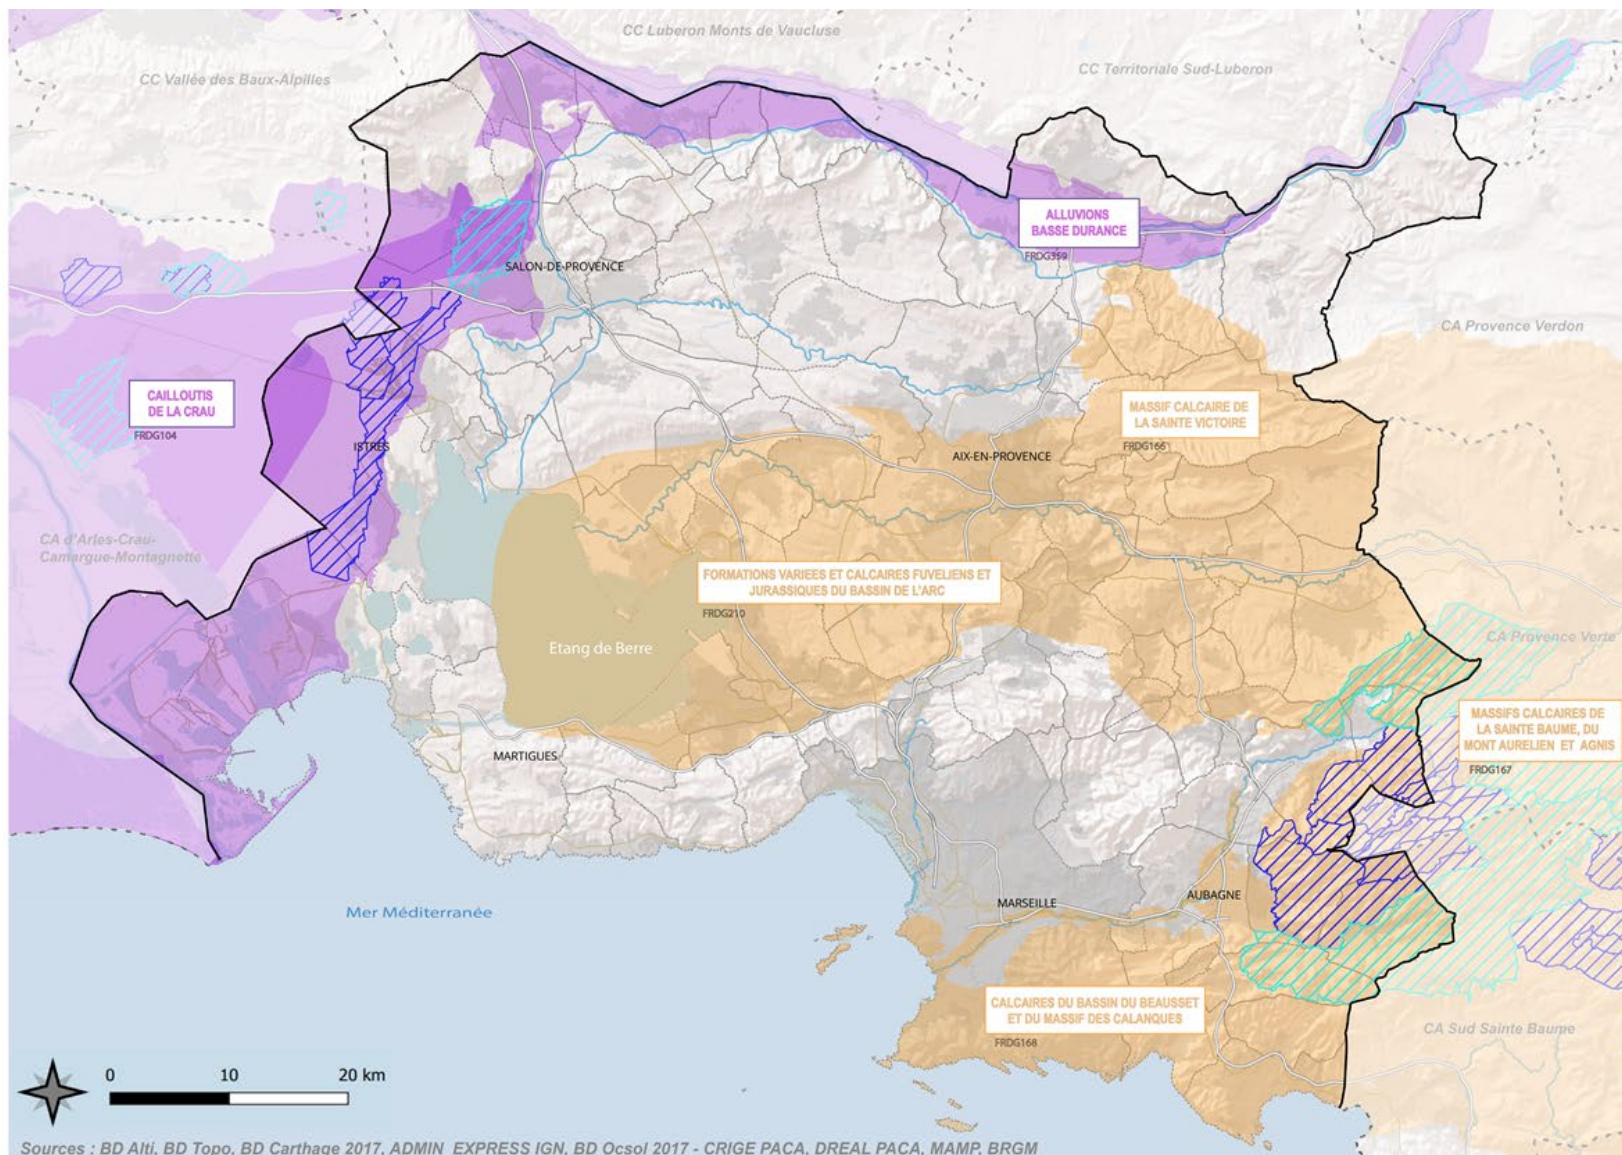 CC Luberon Monts de Vaucluse
CC Vallée des Baux-Alpilles
CC Territoriale Sud-Luberon
ALLUVIONS
BASSE DURANCE
FRDG359
SALON-DE-PROVENCE
CA Provence Verdon
CAILLOUTIS
DE LA CRAU
FRDG104
MASSIF CALCAIRE DE
LA SAINTE VICTOIRE
FRDG166
ISTRES
AIX-EN-PROVENCE
CA d'Arles-Crau-
Camargue-Montagnette
FORMATIONS VARIEES ET CALCAIRES FUVELIENS ET
JURASSIQUES DU BASSIN DE L'ARC
FRDG210
Etang de Berre
CA Provence Verte
MASSIFS CALCAIRES DE
LA SAINTE BAUME, DU
MONT AURELIEN ET AGNIS
FRDG167
MARTIGUES
AUBAGNE
MARSEILLE
Mer Méditerranée
CALCAIRES DU BASSIN DU BEAUSSET
ET DU MASSIF DES CALANQUES
FRDG168
CA Sud Sainte Baume
0 10 20 km
Sources : BD Alti, BD Topo, BD Carthage 2017, ADMIN_EXPRESS IGN, BD Ocsol 2017 - CRIGE PACA, DREAL PACA, MAMP, BRGM